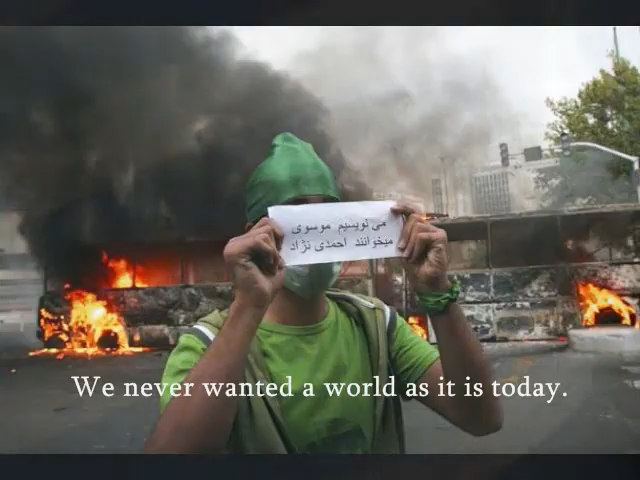 می نویسیم موسوی
میخوانند احمدی نژاد
We never wanted a world as it is today.